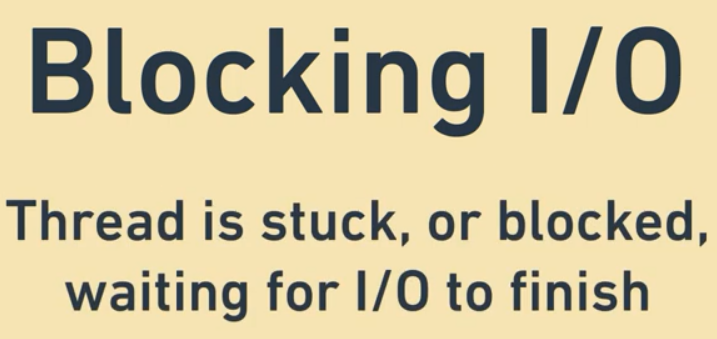 Blocking I/O
Thread is stuck, or blocked,
waiting for I/O to finish